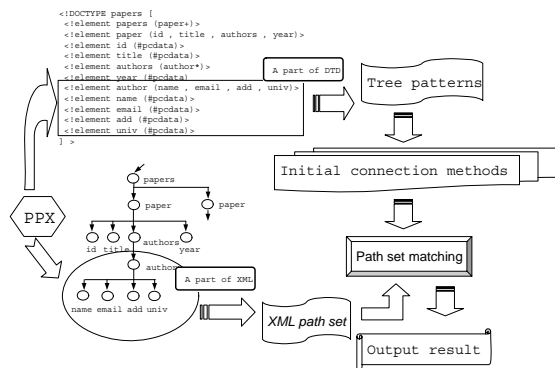 <!DOCTYPE papers [
<!element papers (paper+)>
<!element paper (id , title , authors , year)>
<!element id (#pcdata)>
<!element title (#pcdata)>
<!element authors (author*)>
<!element year (#pcdata)
<!element author (name , email , add , univ)>
<!element name (#pcdata)>
<!element email (#pcdata)>
<!element add (#pcdata)>
<!element univ (#pcdata)>
] >
A part of DTD
Tree patterns
Initial connection methods
papers
paper
paper
PPX
id
title
authors
year
Path set matching
author
A part of XML
name
email
add
univ
XML path set
Output result